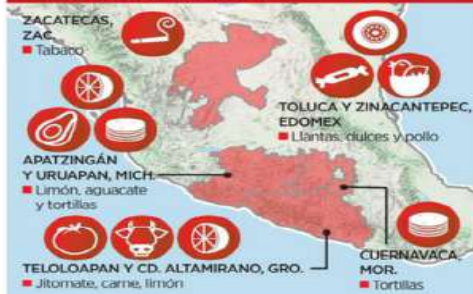 ZACATECAS,
ZAC.
Tabaco
TOLUCA Y ZINACANTEPEC,
EDOMEX
Llantas, dulces y pollo
APATZINGÁN
Y URUAPAN, MICH.
Limón, aguacate
y tortillas
TELOLOAPAN Y CD. ALTAMIRANO, GRO.
Jitomate, carne, limón
CUERNAVACA,
MOR.
Tortillas